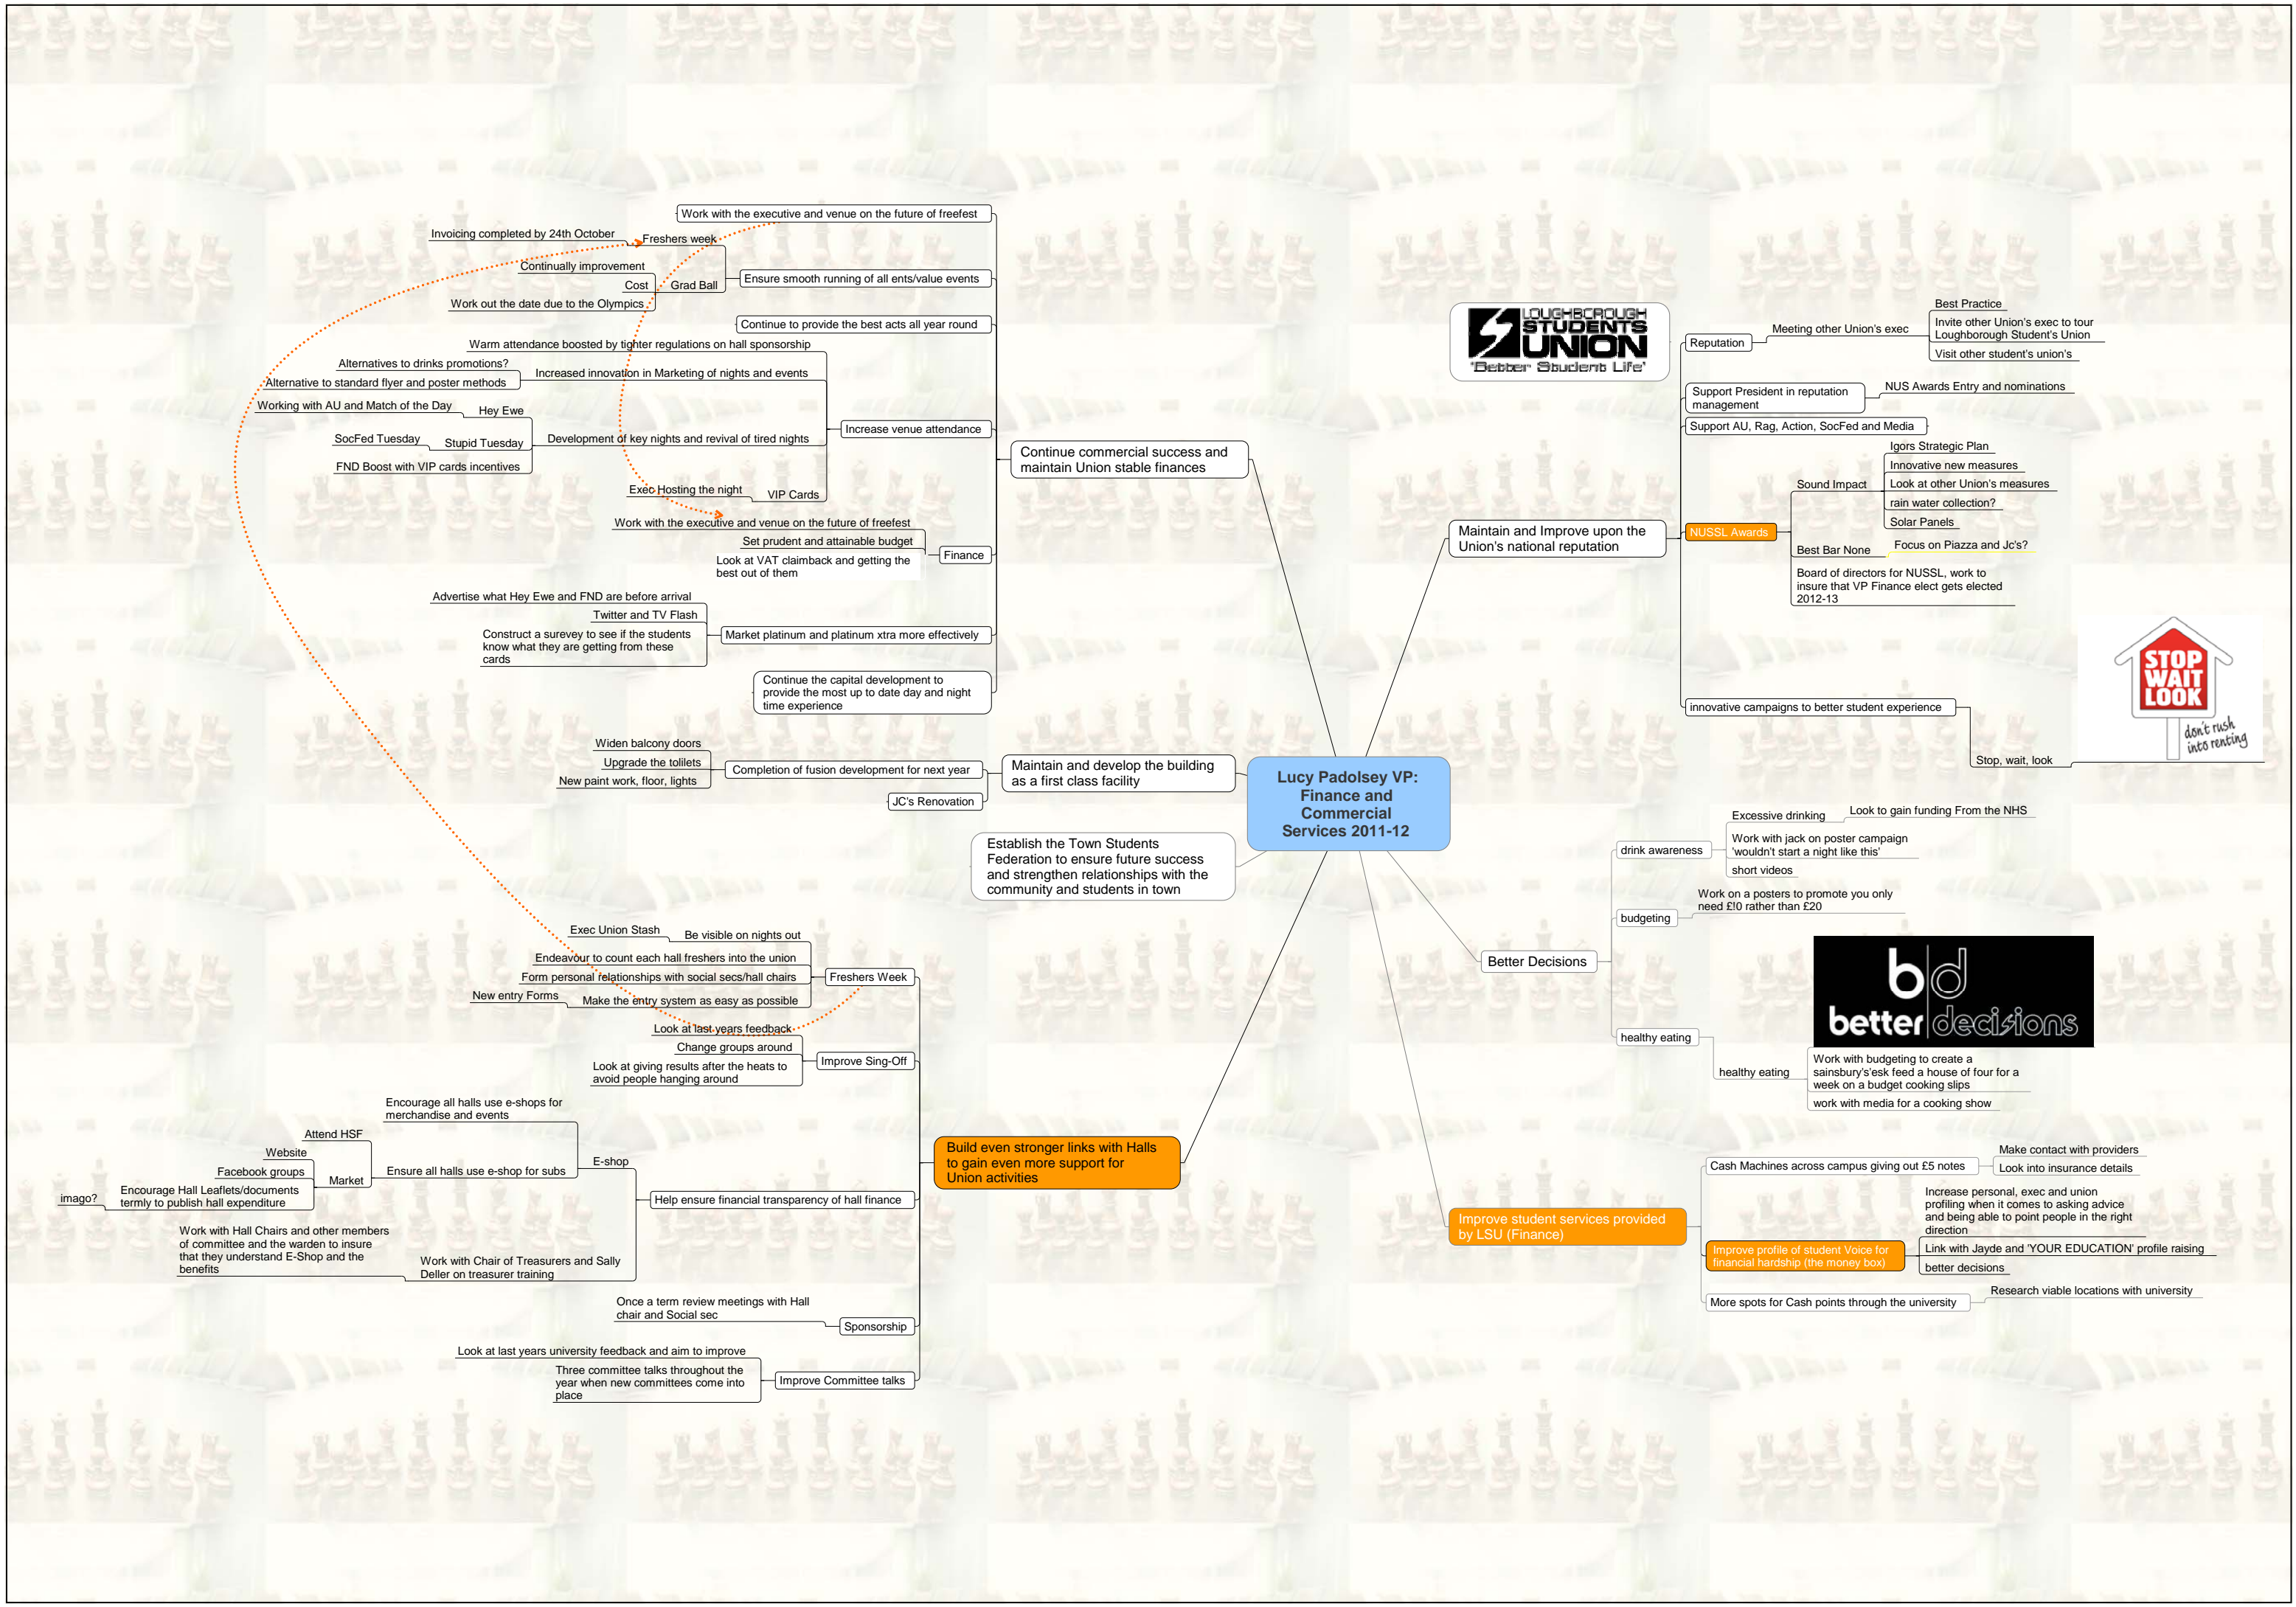 Lucy Padolsey VP:
Finance and
Commercial
Services 2011-12
Continue commercial success and
maintain Union stable finances
Work with the executive and venue on the future of freefest
Ensure smooth running of all ents/value events
Freshers week
Invoicing completed by 24th October
Grad Ball
Continually improvement
Cost
Work out the date due to the Olympics
Continue to provide the best acts all year round
Increase venue attendance
Warm attendance boosted by tighter regulations on hall sponsorship
Increased innovation in Marketing of nights and events
Alternatives to drinks promotions?
Alternative to standard flyer and poster methods
Development of key nights and revival of tired nights
Hey Ewe
Working with AU and Match of the Day
Stupid Tuesday
SocFed Tuesday
FND Boost with VIP cards incentives
VIP Cards
Exec Hosting the night
Finance
Work with the executive and venue on the future of freefest
Set prudent and attainable budget
Look at VAT claimback and getting the
best out of them
Market platinum and platinum xtra more effectively
Advertise what Hey Ewe and FND are before arrival
Twitter and TV Flash
Construct a surevey to see if the students
know what they are getting from these
cards
Continue the capital development to
provide the most up to date day and night
time experience
Maintain and develop the building
as a first class facility
Completion of fusion development for next year
Widen balcony doors
Upgrade the tolilets
New paint work, floor, lights
JC's Renovation
Establish the Town Students
Federation to ensure future success
and strengthen relationships with the
community and students in town
Build even stronger links with Halls
to gain even more support for
Union activities
Freshers Week
Be visible on nights out
Exec Union Stash
Endeavour to count each hall freshers into the union
Form personal relationships with social secs/hall chairs
Make the entry system as easy as possible
New entry Forms
Improve Sing-Off
Look at last years feedback
Change groups around
Look at giving results after the heats to
avoid people hanging around
Help ensure financial transparency of hall finance
E-shop
Encourage all halls use e-shops for
merchandise and events
Ensure all halls use e-shop for subs
Attend HSF
Market
Website
Facebook groups
Encourage Hall Leaflets/documents
termly to publish hall expenditure
imago?
Work with Chair of Treasurers and Sally
Deller on treasurer training
Work with Hall Chairs and other members
of committee and the warden to insure
that they understand E-Shop and the
benefits
Sponsorship
Once a term review meetings with Hall
chair and Social sec
Improve Committee talks
Look at last years university feedback and aim to improve
Three committee talks throughout the
year when new committees come into
place
LOUGHBOROUGH
STUDENTS
UNION
"Better Student Life"
Maintain and Improve upon the
Union's national reputation
Reputation
Meeting other Union's exec
Best Practice
Invite other Union's exec to tour
Loughborough Student's Union
Visit other student's union's
Support President in reputation
management
NUS Awards Entry and nominations
Support AU, Rag, Action, SocFed and Media
NUSSL Awards
Sound Impact
Igors Strategic Plan
Innovative new measures
Look at other Union's measures
rain water collection?
Solar Panels
Best Bar None
Focus on Piazza and Jc's?
Board of directors for NUSSL, work to
insure that VP Finance elect gets elected
2012-13
innovative campaigns to better student experience
Stop, wait, look
STOP
WAIT
LOOK
don't rush
into renting
Better Decisions
drink awareness
Excessive drinking
Look to gain funding From the NHS
Work with jack on poster campaign
'wouldn't start a night like this'
short videos
budgeting
Work on a posters to promote you only
need £!0 rather than £20
healthy eating
b d
better decisions
healthy eating
Work with budgeting to create a
sainsbury's'esk feed a house of four for a
week on a budget cooking slips
work with media for a cooking show
Improve student services provided
by LSU (Finance)
Cash Machines across campus giving out £5 notes
Make contact with providers
Look into insurance details
Improve profile of student Voice for
financial hardship (the money box)
Increase personal, exec and union
profiling when it comes to asking advice
and being able to point people in the right
direction
Link with Jayde and 'YOUR EDUCATION' profile raising
better decisions
More spots for Cash points through the university
Research viable locations with university